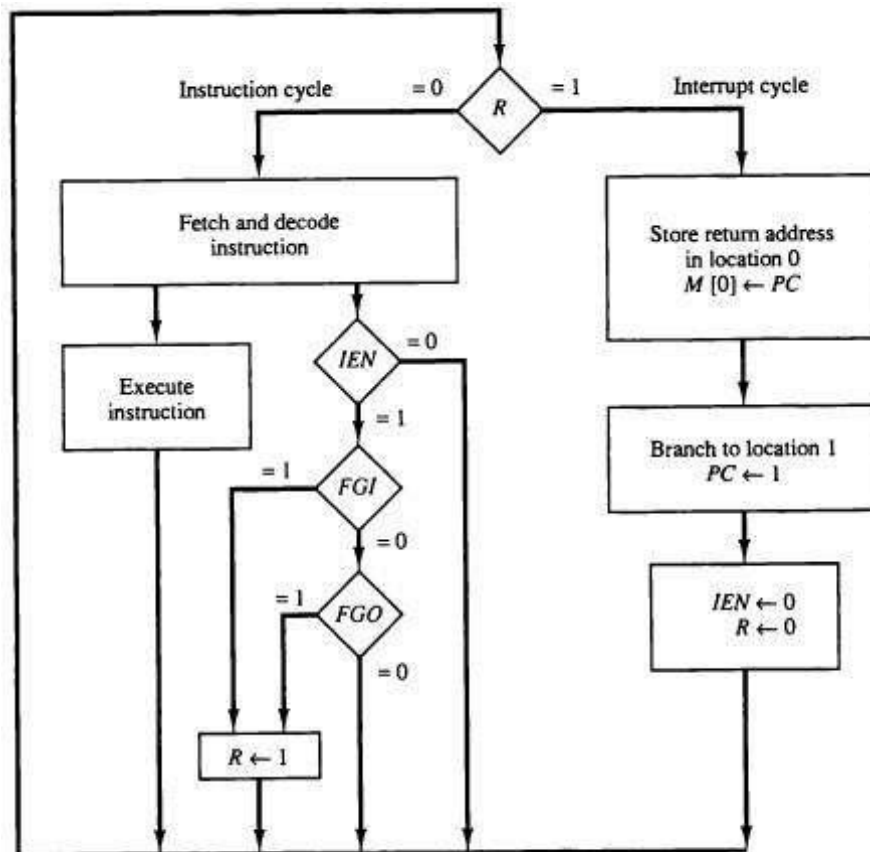 Instruction cycle
= 0
R
= 1
Interrupt cycle
Fetch and decode
instruction
Store return address
in location 0
M [0] ← PC
Execute
instruction
IEN
= 0
= 1
Branch to location 1
PC ← 1
= 1
FGI
= 0
= 1
FGO
= 0
IEN ← 0
R ← 0
R ← 1